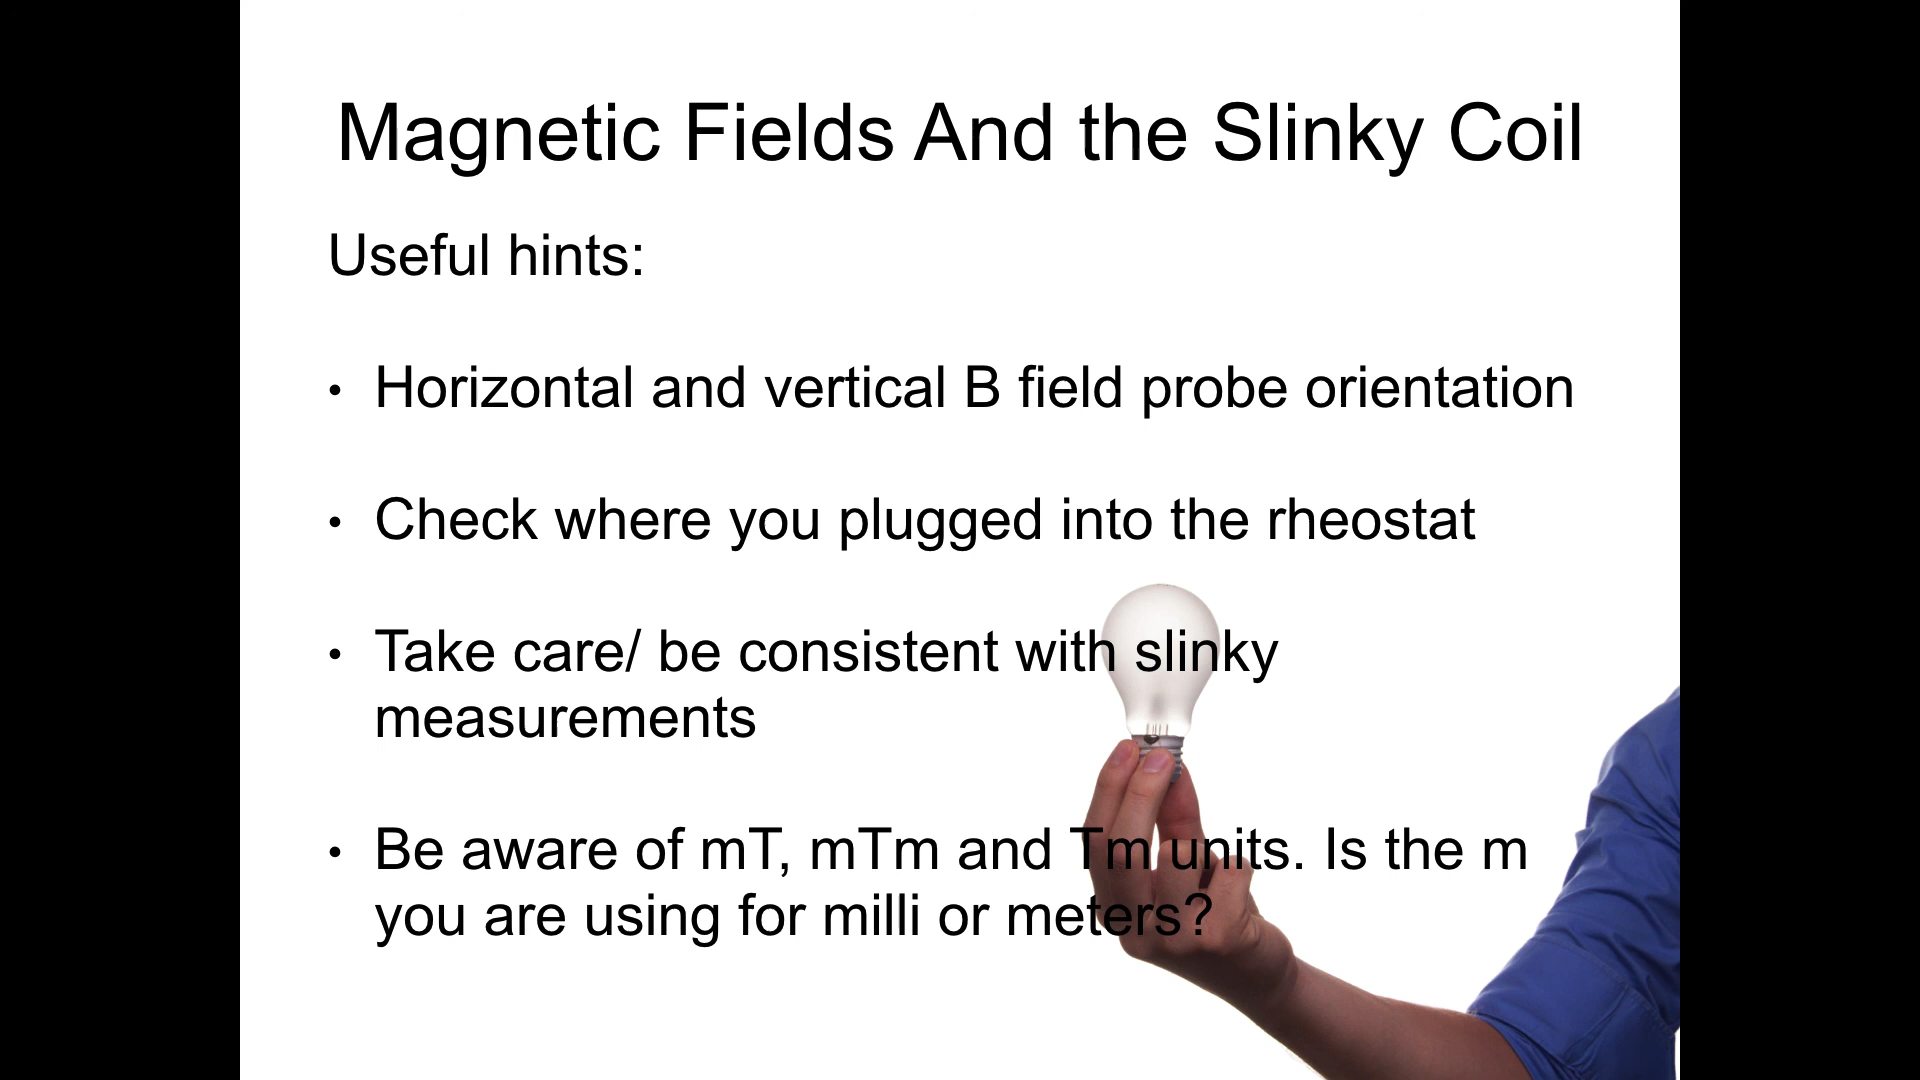 Magnetic Fields And the Slinky Coil
Useful hints:
• Horizontal and vertical B field probe orientation
• Check where you plugged into the rheostat
• Take care/ be consistent with slinky
measurements
• Be aware of mT, mTm and Tm units. Is the m
you are using for milli or meters?